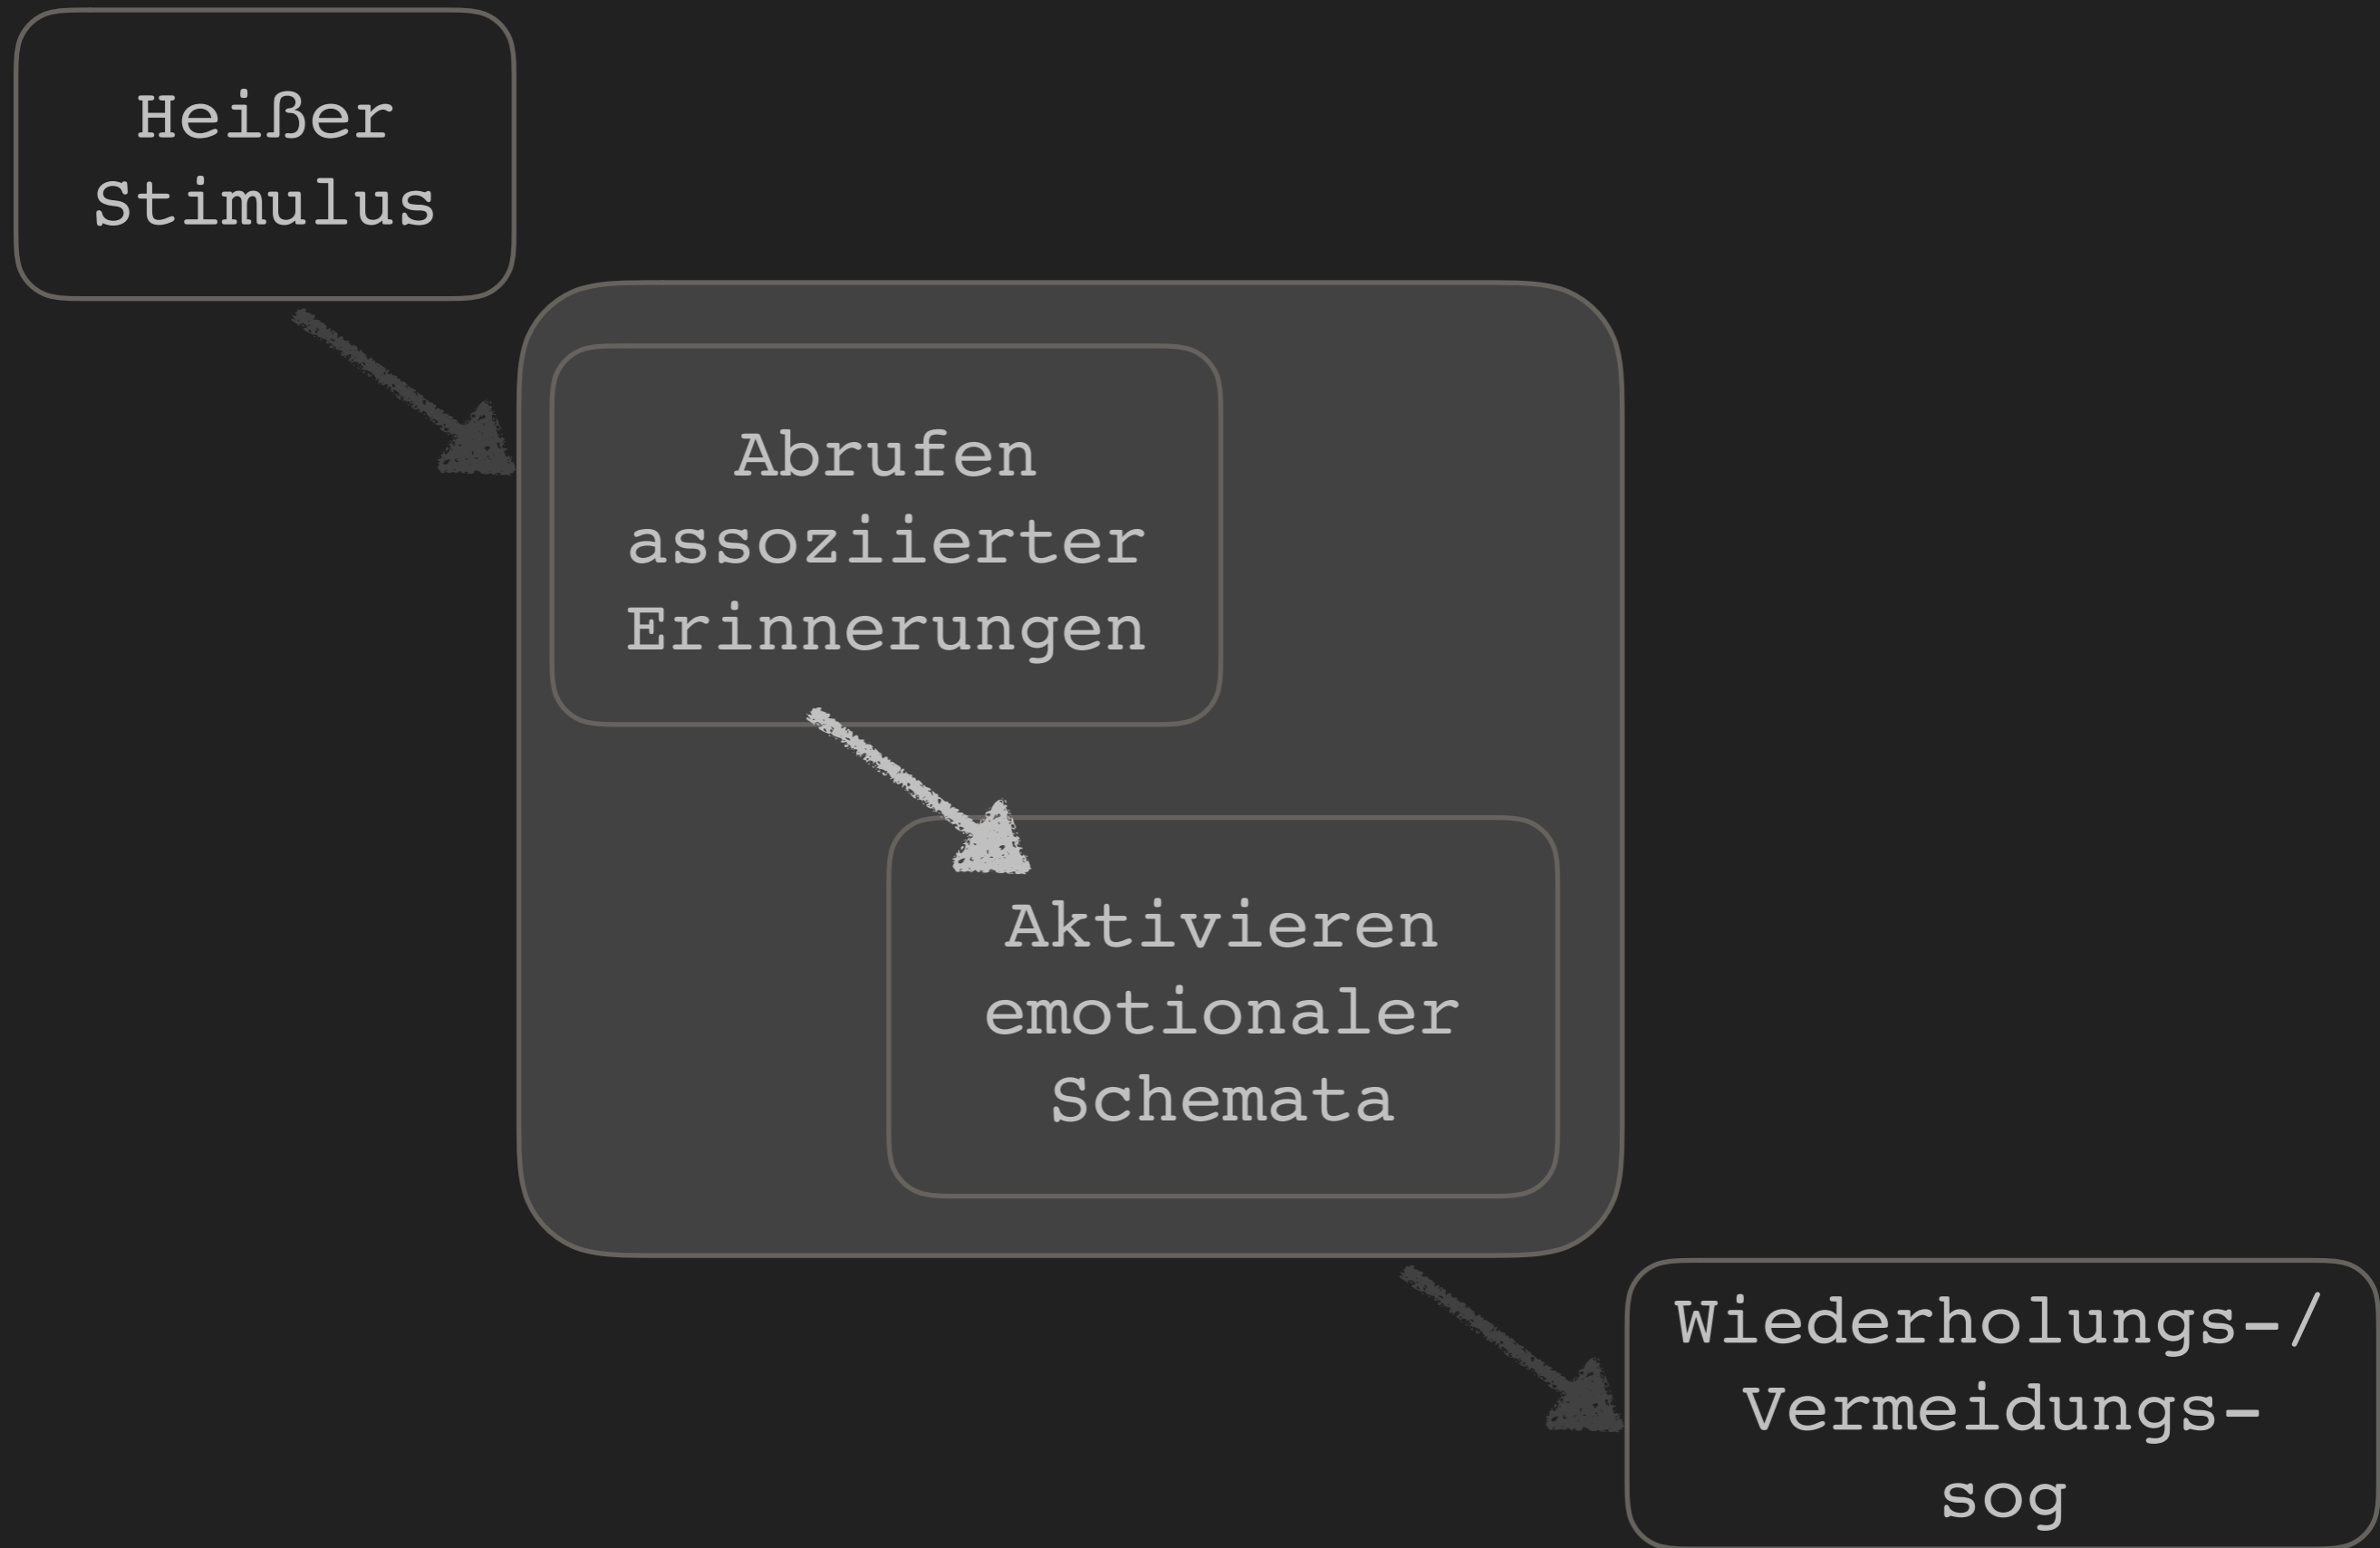 Heißer
Stimulus
Abrufen
assoziierter
Erinnerungen
Aktivieren
emotionaler
Schemata
Wiederholungs-/
Vermeidungs-
sog